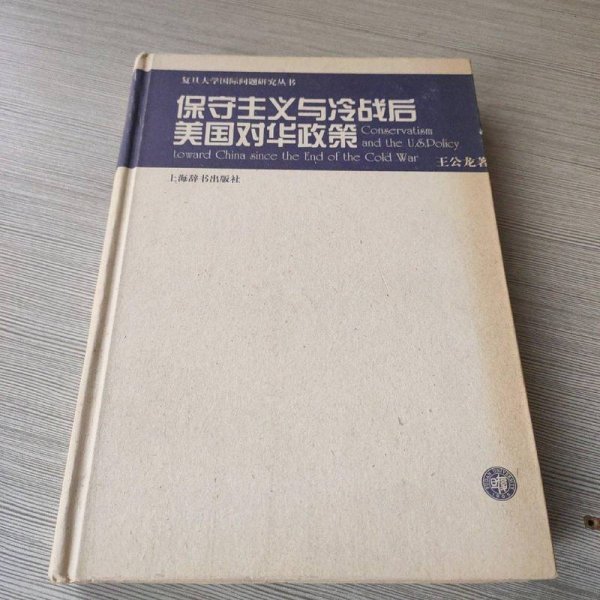 复旦大学国际问题研究丛书
保守主义与冷战后
美国对华政策
Conservatism
and the U.S.Policy
toward China since the End of the Cold War
王公龙著
上海辞书出版社